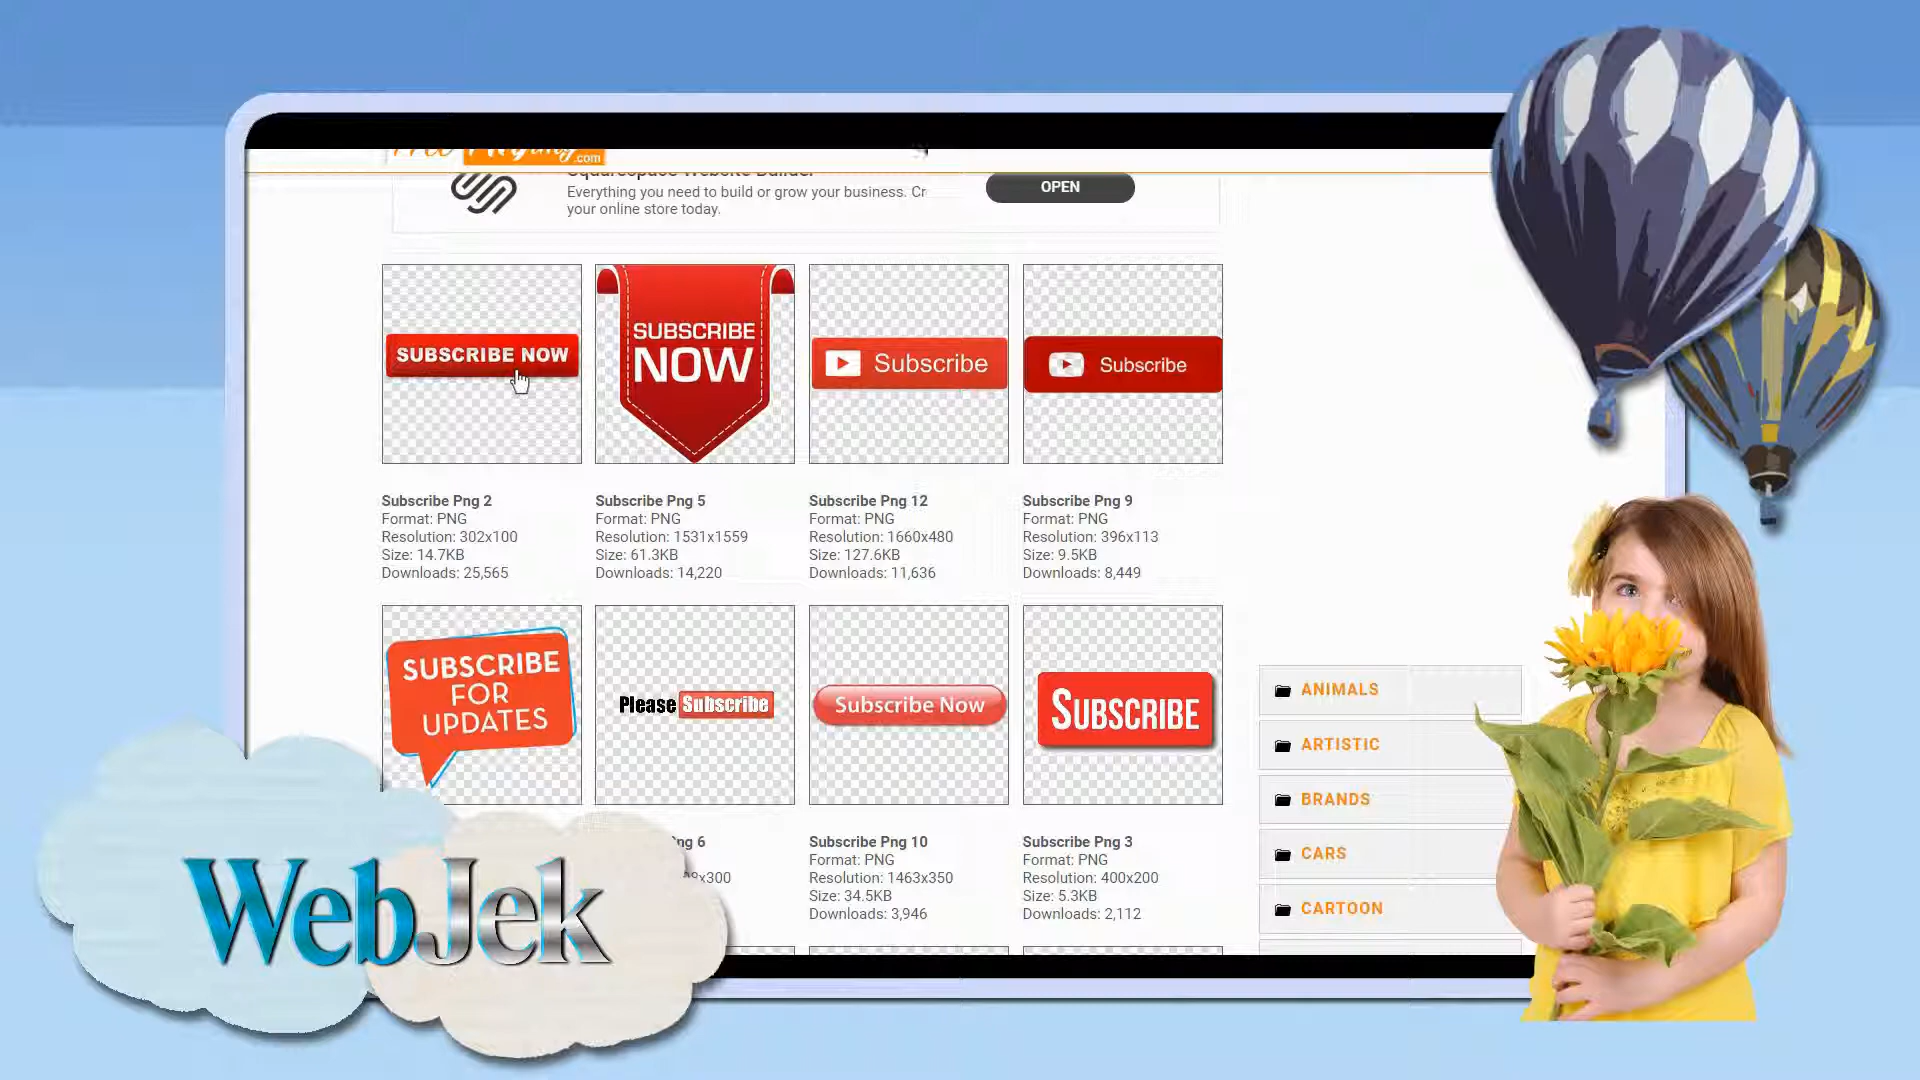 .com
Everything you need to build or grow your business. Cr
your online store today.
OPEN
SUBSCRIBE NOW
SUBSCRIBE
NOW
Subscribe
Subscribe
Subscribe Png 2
Format: PNG
Resolution: 302x100
Size: 14.7KB
Downloads: 25,565
Subscribe Png 5
Format: PNG
Resolution: 1531x1559
Size: 61.3KB
Downloads: 14,220
Subscribe Png 12
Format: PNG
Resolution: 1660x480
Size: 127.6KB
Downloads: 11,636
Subscribe Png 9
Format: PNG
Resolution: 396x113
Size: 9.5KB
Downloads: 8,449
SUBSCRIBE
FOR
UPDATES
Please Subscribe
Subscribe Now
SUBSCRIBE
ng 6
x300
Subscribe Png 10
Format: PNG
Resolution: 1463x350
Size: 34.5KB
Downloads: 3,946
Subscribe Png 3
Format: PNG
Resolution: 400x200
Size: 5.3KB
Downloads: 2,112
ANIMALS
ARTISTIC
BRANDS
CARS
CARTOON
WebJek